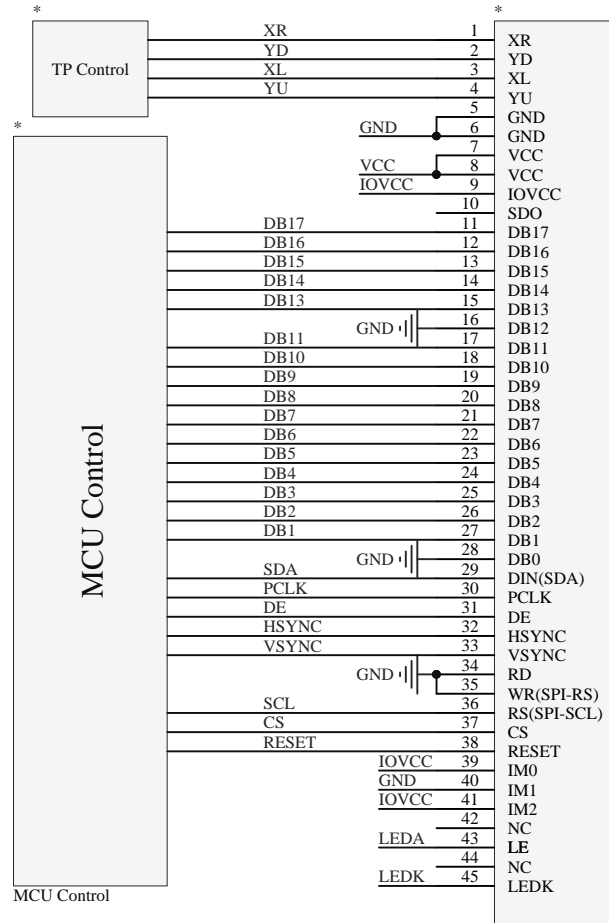 *
*
XR 1 XR
YD 2 YD
TP Control
XL 3 XL
YU 4 YU
5 GND
*
GND 6 GND
7 VCC
VCC 8 VCC
IOVCC 9 IOVCC
10 SDO
DB17 11 DB17
DB16 12 DB16
DB15 13 DB15
DB14 14 DB14
DB13 15 DB13
GND 16 DB12
DB11 17 DB11
DB10 18 DB10
DB9 19 DB9
DB8 20 DB8
DB7 21 DB7
DB6 22 DB6
DB5 23 DB5
DB4 24 DB4
DB3 25 DB3
DB2 26 DB2
DB1 27 DB1
MCU Control
GND 28 DB0
SDA 29 DIN(SDA)
PCLK 30 PCLK
DE 31 DE
HSYNC 32 HSYNC
VSYNC 33 VSYNC
GND 34 RD
35 WR(SPI-RS)
SCL 36 RS(SPI-SCL)
CS 37 CS
RESET 38 RESET
IOVCC 39 IM0
GND 40 IM1
IOVCC 41 IM2
42 NC
LEDA 43 LE
44 NC
LEDK 45 LEDK
MCU Control